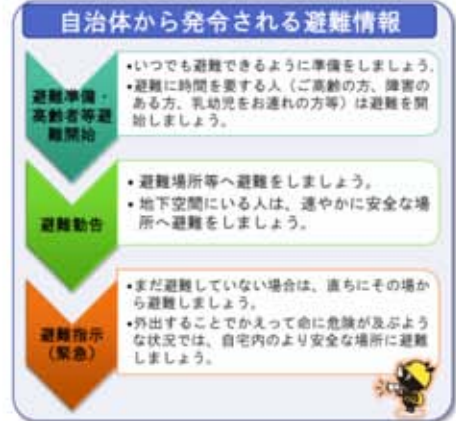 自治体から発令される避難情報
避難準備・
高齢者等避
難開始
•いつでも避難できるように準備をしましょう。
•避難に時間を要する人（ご高齢の方、障害の
ある方、乳幼児をお連れの方等）は避難を開
始しましょう。
避難勧告
• 避難場所等へ避難をしましょう。
• 地下空間にいる人は、速やかに安全な場
所へ避難をしましょう。
避難指示
（緊急）
•まだ避難していない場合は、直ちにその場か
ら避難しましょう。
•外出することでかえって命に危険が及ぶよう
な状況では、自宅内のより安全な場所に避難
しましょう。